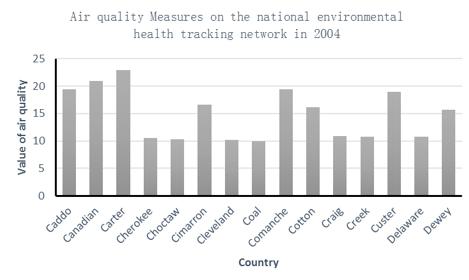 Air quality Measures on the national environmental
health tracking network in 2004
Value of air quality
25
20
15
10
5
0
Caddo
Canadian
Carter
Cherokee
Choctaw
Cimarron
Cleveland
Coal
Comanche
Cotton
Craig
Creek
Custer
Delaware
Dewey
Country